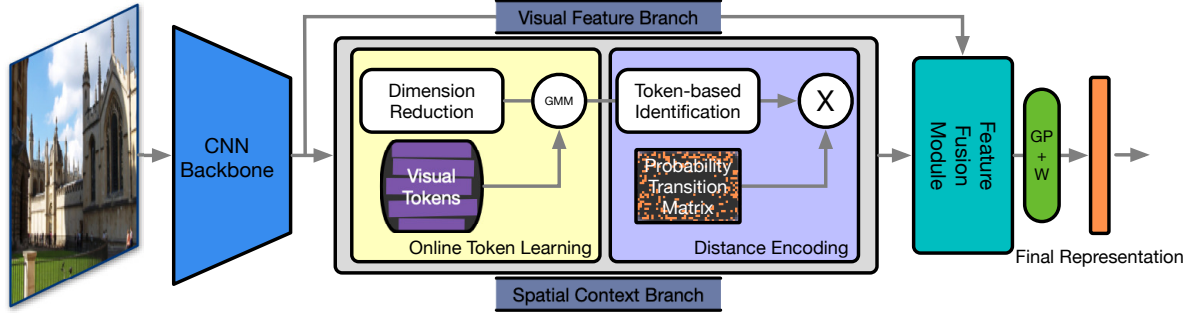 Visual Feature Branch
CNN
Backbone
Dimension
Reduction
GMM
Visual
Tokens
Online Token Learning
Token-based
Identification
X
Probability
Transition
Matrix
Distance Encoding
Spatial Context Branch
Feature
Fusion
Module
GP
+
W
Final Representation